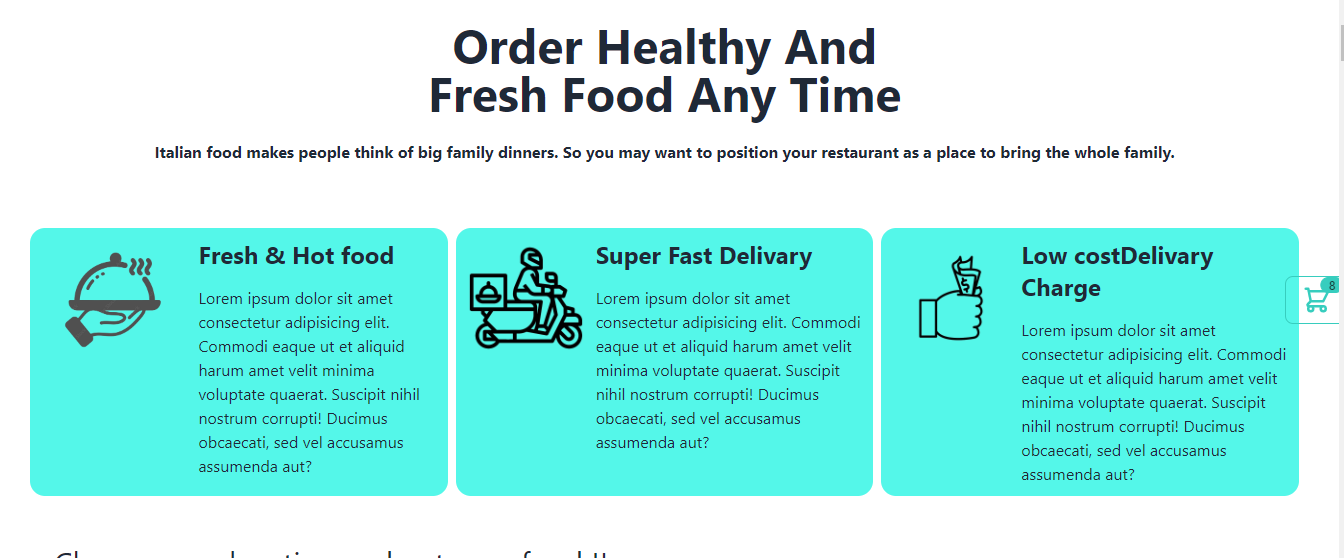 Order Healthy And
Fresh Food Any Time
Italian food makes people think of big family dinners. So you may want to position your restaurant as a place to bring the whole family.
Fresh & Hot food
Lorem ipsum dolor sit amet
consectetur adipisicing elit.
Commodi eaque ut et aliquid
harum amet velit minima
voluptate quaerat. Suscipit nihil
nostrum corrupti! Ducimus
obcaecati, sed vel accusamus
assumenda aut?
Super Fast Delivary
Lorem ipsum dolor sit amet
consectetur adipisicing elit. Commodi
eaque ut et aliquid harum amet velit
minima voluptate quaerat. Suscipit
nihil nostrum corrupti! Ducimus
obcaecati, sed vel accusamus
assumenda aut?
Low costDelivary
Charge
Lorem ipsum dolor sit amet
consectetur adipisicing elit. Commodi
eaque ut et aliquid harum amet velit
minima voluptate quaerat. Suscipit
nihil nostrum corrupti! Ducimus
obcaecati, sed vel accusamus
assumenda aut?
$
8